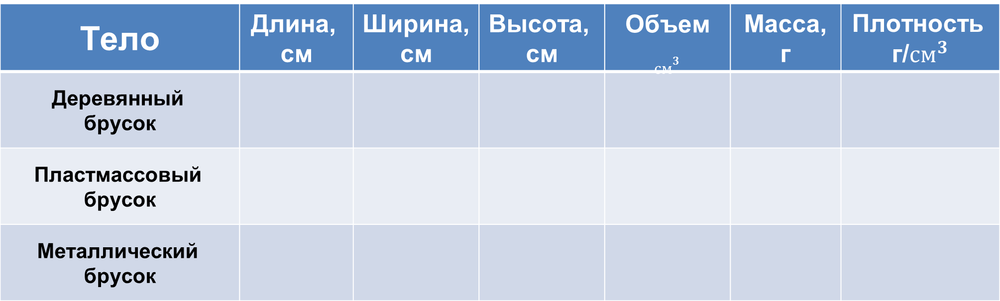 Тело
Длина,
см
Ширина,
см
Высота,
см
Объем
см³
Масса,
г
Плотность
г/см³
Деревянный
брусок
Пластмассовый
брусок
Металлический
брусок